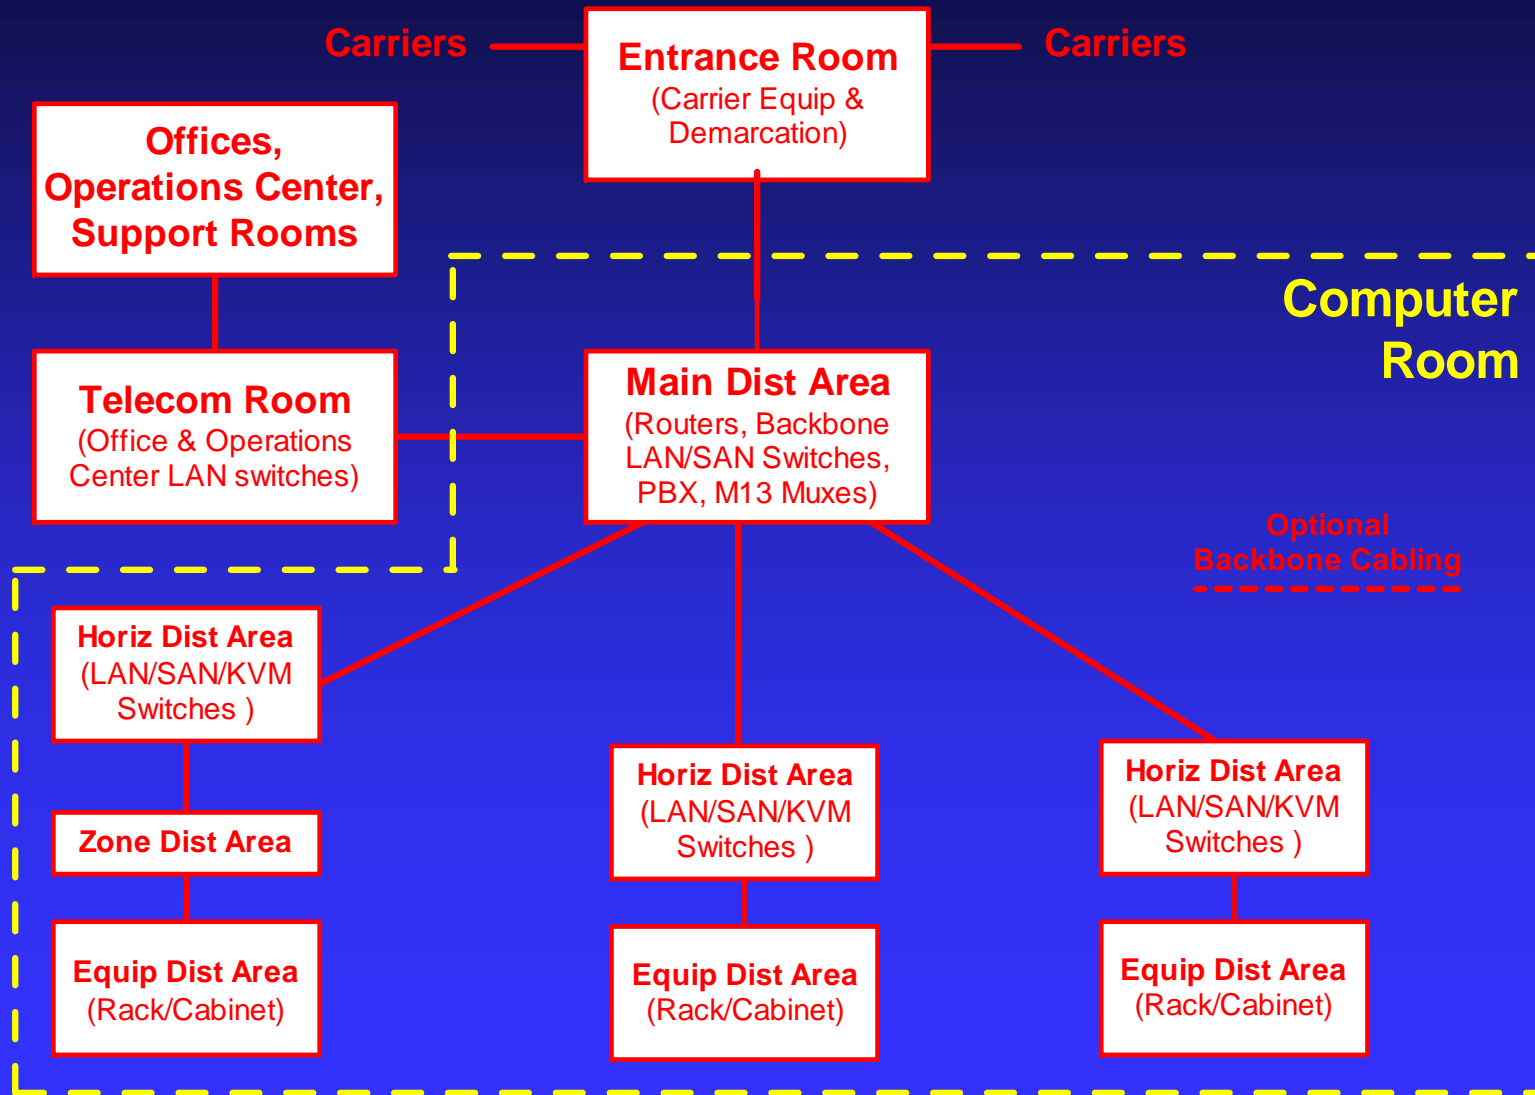 Carriers
Entrance Room
(Carrier Equip &
Demarcation)
Carriers
Offices,
Operations Center,
Support Rooms
Computer
Room
Telecom Room
(Office & Operations
Center LAN switches)
Main Dist Area
(Routers, Backbone
LAN/SAN Switches,
PBX, M13 Muxes)
Optional
Backbone Cabling
Horiz Dist Area
(LAN/SAN/KVM
Switches )
Horiz Dist Area
(LAN/SAN/KVM
Switches )
Horiz Dist Area
(LAN/SAN/KVM
Switches )
Zone Dist Area
Equip Dist Area
(Rack/Cabinet)
Equip Dist Area
(Rack/Cabinet)
Equip Dist Area
(Rack/Cabinet)